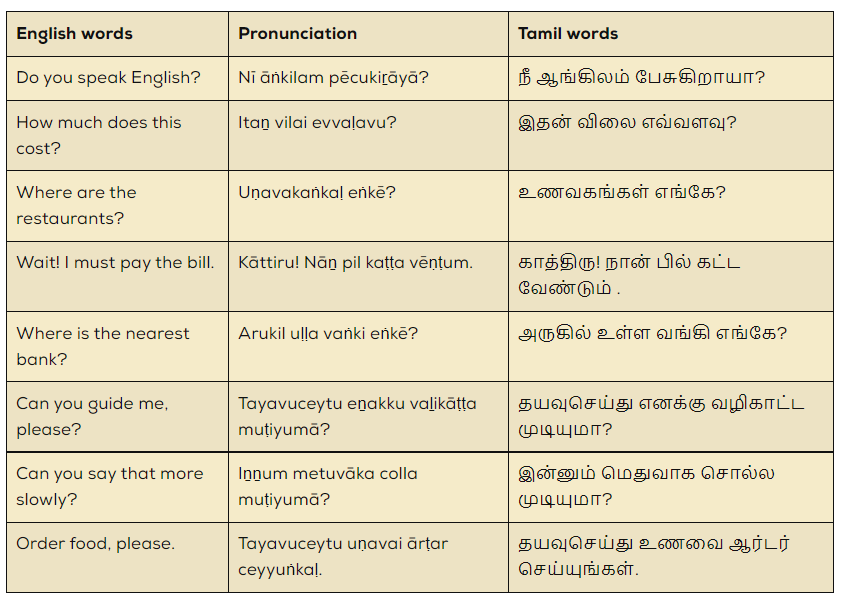 English words
Pronunciation
Tamil words
Do you speak English?
Nī āṅkilam pēcukiṟāyā?
நீ ஆங்கிலம் பேசுகிறாயா?
How much does this
cost?
Itaṉ vilai evvaḷavu?
இதன் விலை எவ்வளவு?
Where are the
restaurants?
Uṇavakaṅkaḷ eṅkē?
உணவகங்கள் எங்கே?
Wait! I must pay the bill.
Kāttiru! Nāṉ pil kaṭṭa vēṇṭum.
காத்திரு! நான் பில் கட்ட
வேண்டும் .
Where is the nearest
bank?
Arukil uḷḷa vaṅki eṅkē?
அருகில் உள்ள வங்கி எங்கே?
Can you guide me,
please?
Tayavuceytu eṉakku vaḻikāṭṭa
muṭiyumā?
தயவுசெய்து எனக்கு வழிகாட்ட
முடியுமா?
Can you say that more
slowly?
Iṉṉum metuvāka colla
muṭiyumā?
இன்னும் மெதுவாக சொல்ல
முடியுமா?
Order food, please.
Tayavuceytu uṇavai ārṭar
ceyyuṅkaḷ.
தயவுசெய்து உணவை ஆர்டர்
செய்யுங்கள்.